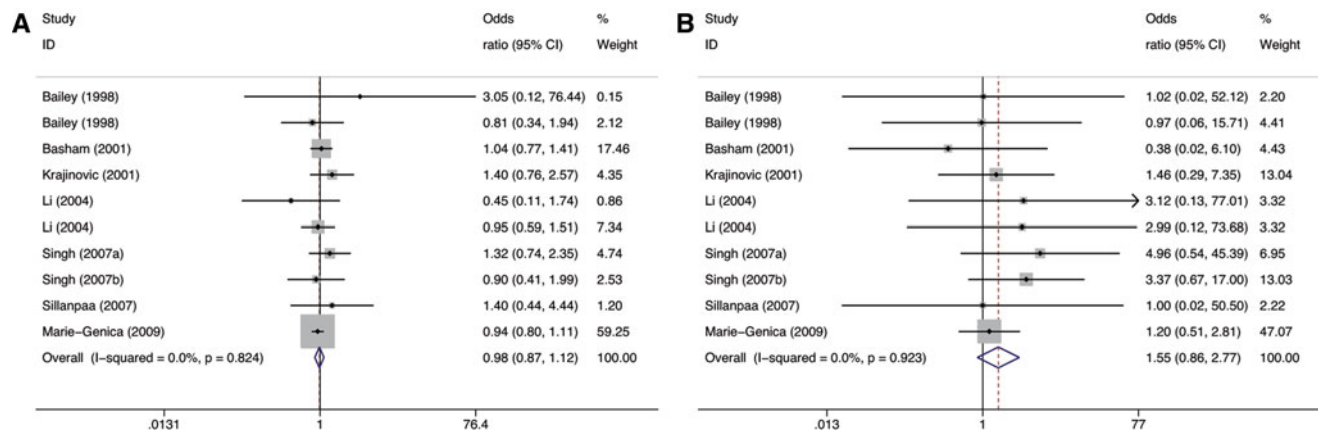 A
Study Odds %
ID ratio (95% CI) Weight
Bailey (1998) 3.05 (0.12, 76.44) 0.15
Bailey (1998) 0.81 (0.34, 1.94) 2.12
Basham (2001) 1.04 (0.77, 1.41) 17.46
Krajinovic (2001) 1.40 (0.76, 2.57) 4.35
Li (2004) 0.45 (0.11, 1.74) 0.86
Li (2004) 0.95 (0.59, 1.51) 7.34
Singh (2007a) 1.32 (0.74, 2.35) 4.74
Singh (2007b) 0.90 (0.41, 1.99) 2.53
Sillanpaa (2007) 1.40 (0.44, 4.44) 1.20
Marie-Genica (2009) 0.94 (0.80, 1.11) 59.25
Overall (I-squared = 0.0%, p = 0.824) 0.98 (0.87, 1.12) 100.00
.0131 1 76.4
B
Study Odds %
ID ratio (95% CI) Weight
Bailey (1998) 1.02 (0.02, 52.12) 2.20
Bailey (1998) 0.97 (0.06, 15.71) 4.41
Basham (2001) 0.38 (0.02, 6.10) 4.43
Krajinovic (2001) 1.46 (0.29, 7.35) 13.04
Li (2004) 3.12 (0.13, 77.01) 3.32
Li (2004) 2.99 (0.12, 73.68) 3.32
Singh (2007a) 4.96 (0.54, 45.39) 6.95
Singh (2007b) 3.37 (0.67, 17.00) 13.03
Sillanpaa (2007) 1.00 (0.02, 50.50) 2.22
Marie-Genica (2009) 1.20 (0.51, 2.81) 47.07
Overall (I-squared = 0.0%, p = 0.923) 1.55 (0.86, 2.77) 100.00
.013 1 77